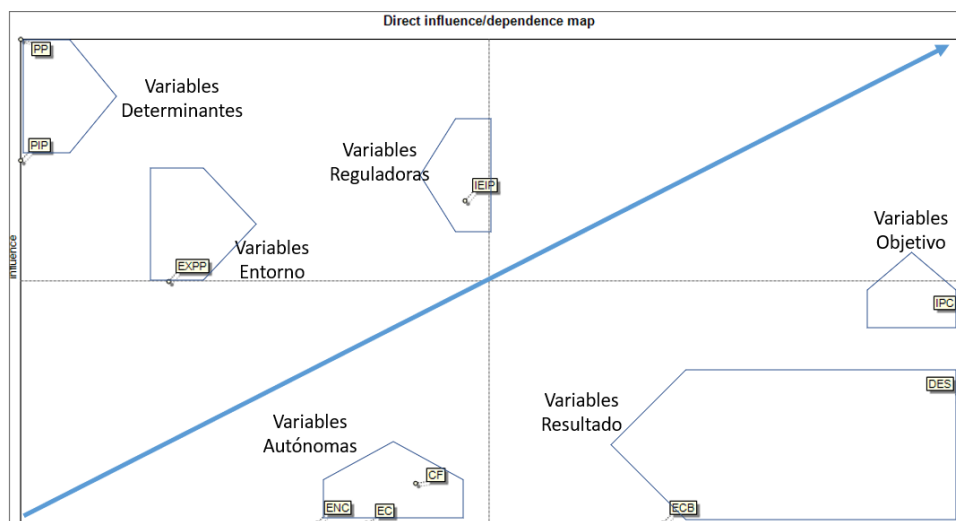 Direct influence/dependence map
PP
Variables
Determinantes
PIP
Variables
Reguladoras
IEIP
Variables
Objetivo
Variables
Entorno
EXPP
influence
IPC
DES
Variables
Resultado
Variables
Autónomas
CF
ENC
EC
ECB